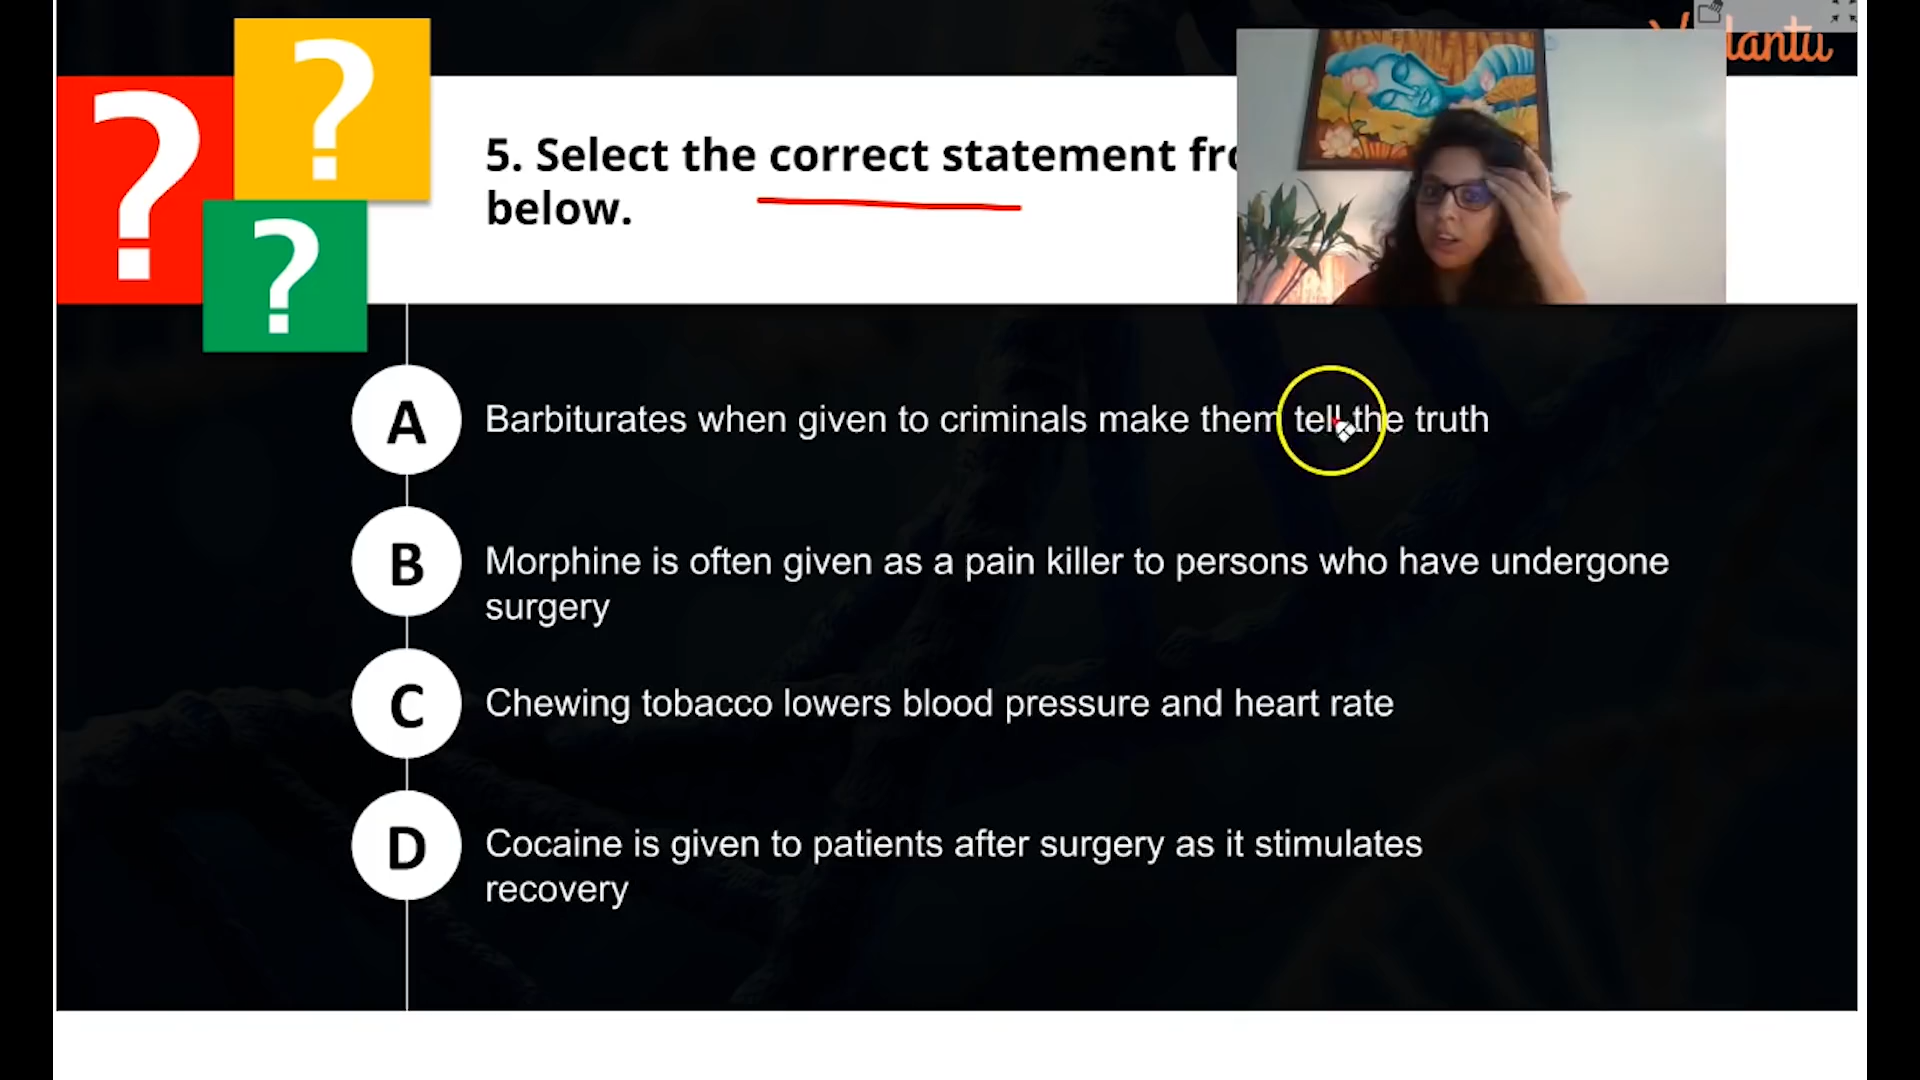 ?
?
?
lantu
5. Select the correct statement
below.
A
Barbiturates when given to criminals make them tell the truth
B
Morphine is often given as a pain killer to persons who have undergone
surgery
C
Chewing tobacco lowers blood pressure and heart rate
D
Cocaine is given to patients after surgery as it stimulates
recovery